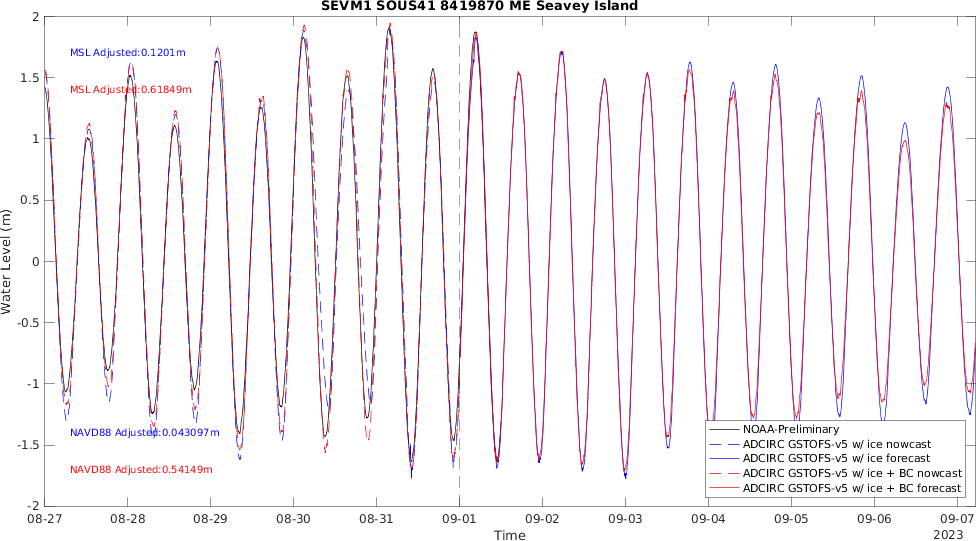 SEVM1 SOUS41 8419870 ME Seavey Island
2
1.5
1
0.5
0
-0.5
-1
-1.5
-2
Water Level (m)
MSL Adjusted:0.1201m
MSL Adjusted:0.61849m
NAVD88 Adjusted:0.043097m
NAVD88 Adjusted:0.54149m
NOAA-Preliminary
ADCIRC GSTOFS-v5 w/ ice nowcast
ADCIRC GSTOFS-v5 w/ ice forecast
ADCIRC GSTOFS-v5 w/ ice + BC nowcast
ADCIRC GSTOFS-v5 w/ ice + BC forecast
08-27 08-28 08-29 08-30 08-31 09-01 09-02 09-03 09-04 09-05 09-06 09-07
Time
2023